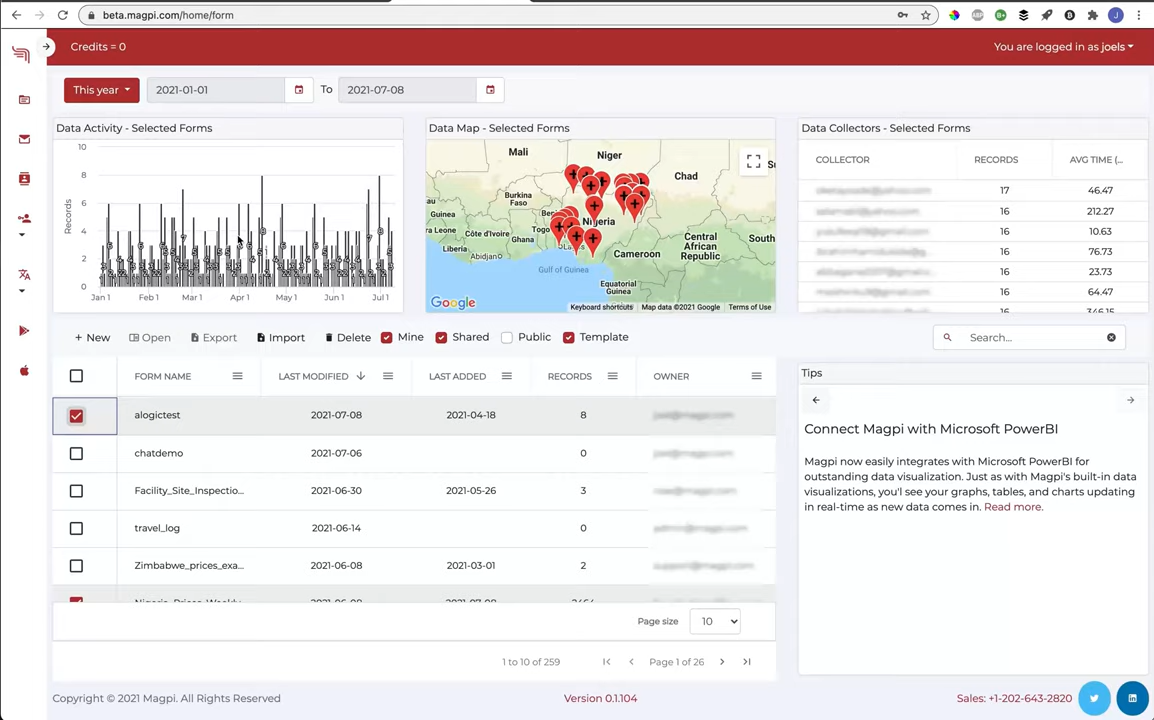 beta.magpi.com/home/form
Credits = 0
You are logged in as joels
This year
2021-01-01
To
2021-07-08
Data Activity - Selected Forms
10
8
6
4
2
0
Records
Jan 1 Feb 1 Mar 1 Apr 1 May 1 Jun 1 Jul 1
Data Map - Selected Forms
Mali
Niger
Chad
Burkina
Faso
Guinea
Nigeria
Côte d'Ivoire
Ghana
Abidjan
Cameroon
Central
African
Republic
Gulf of Guinea
Equatorial
Guinea
Google
Keyboard shortcuts
Map data ©2021 Google
Terms of Use
Data Collectors - Selected Forms
COLLECTOR RECORDS AVG TIME (...
17 46.47
16 212.27
16 10.63
16 76.73
16 23.73
16 64.47
16 346.15
+ New Open Export Import Delete Mine Shared Public Template
Search...
FORM NAME LAST MODIFIED LAST ADDED RECORDS OWNER
alogictest 2021-07-08 2021-04-18 8
chatdemo 2021-07-06 0
Facility_Site_Inspectio... 2021-06-30 2021-05-26 3
travel_log 2021-06-14 0
Zimbabwe_prices_exa... 2021-06-08 2021-03-01 2
Page size 10
1 to 10 of 259
Page 1 of 26
Tips
Connect Magpi with Microsoft PowerBI
Magpi now easily integrates with Microsoft PowerBI for
outstanding data visualization. Just as with Magpi's built-in data
visualizations, you'll see your graphs, tables, and charts updating
in real-time as new data comes in. Read more.
Copyright © 2021 Magpi. All Rights Reserved
Version 0.1.104
Sales: +1-202-643-2820